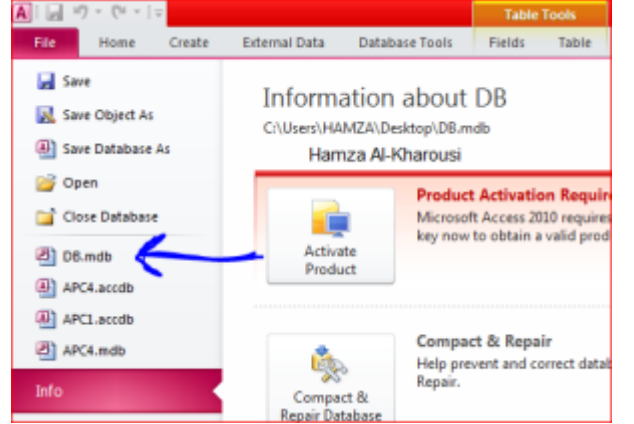 A
Table Tools
File Home Create External Data Database Tools Fields Table
Save
Save Object As
Save Database As
Open
Close Database
DB.mdb
APC4.accdb
APC1.accdb
APC4.mdb
Info
Information about DB
C:\Users\HAMZA\Desktop\DB.mdb
Hamza Al-Kharousi
Activate
Product
Product Activation Require
Microsoft Access 2010 requires
key now to obtain a valid prod
Compact &
Repair Database
Compact & Repair
Help prevent and correct datab
Repair.